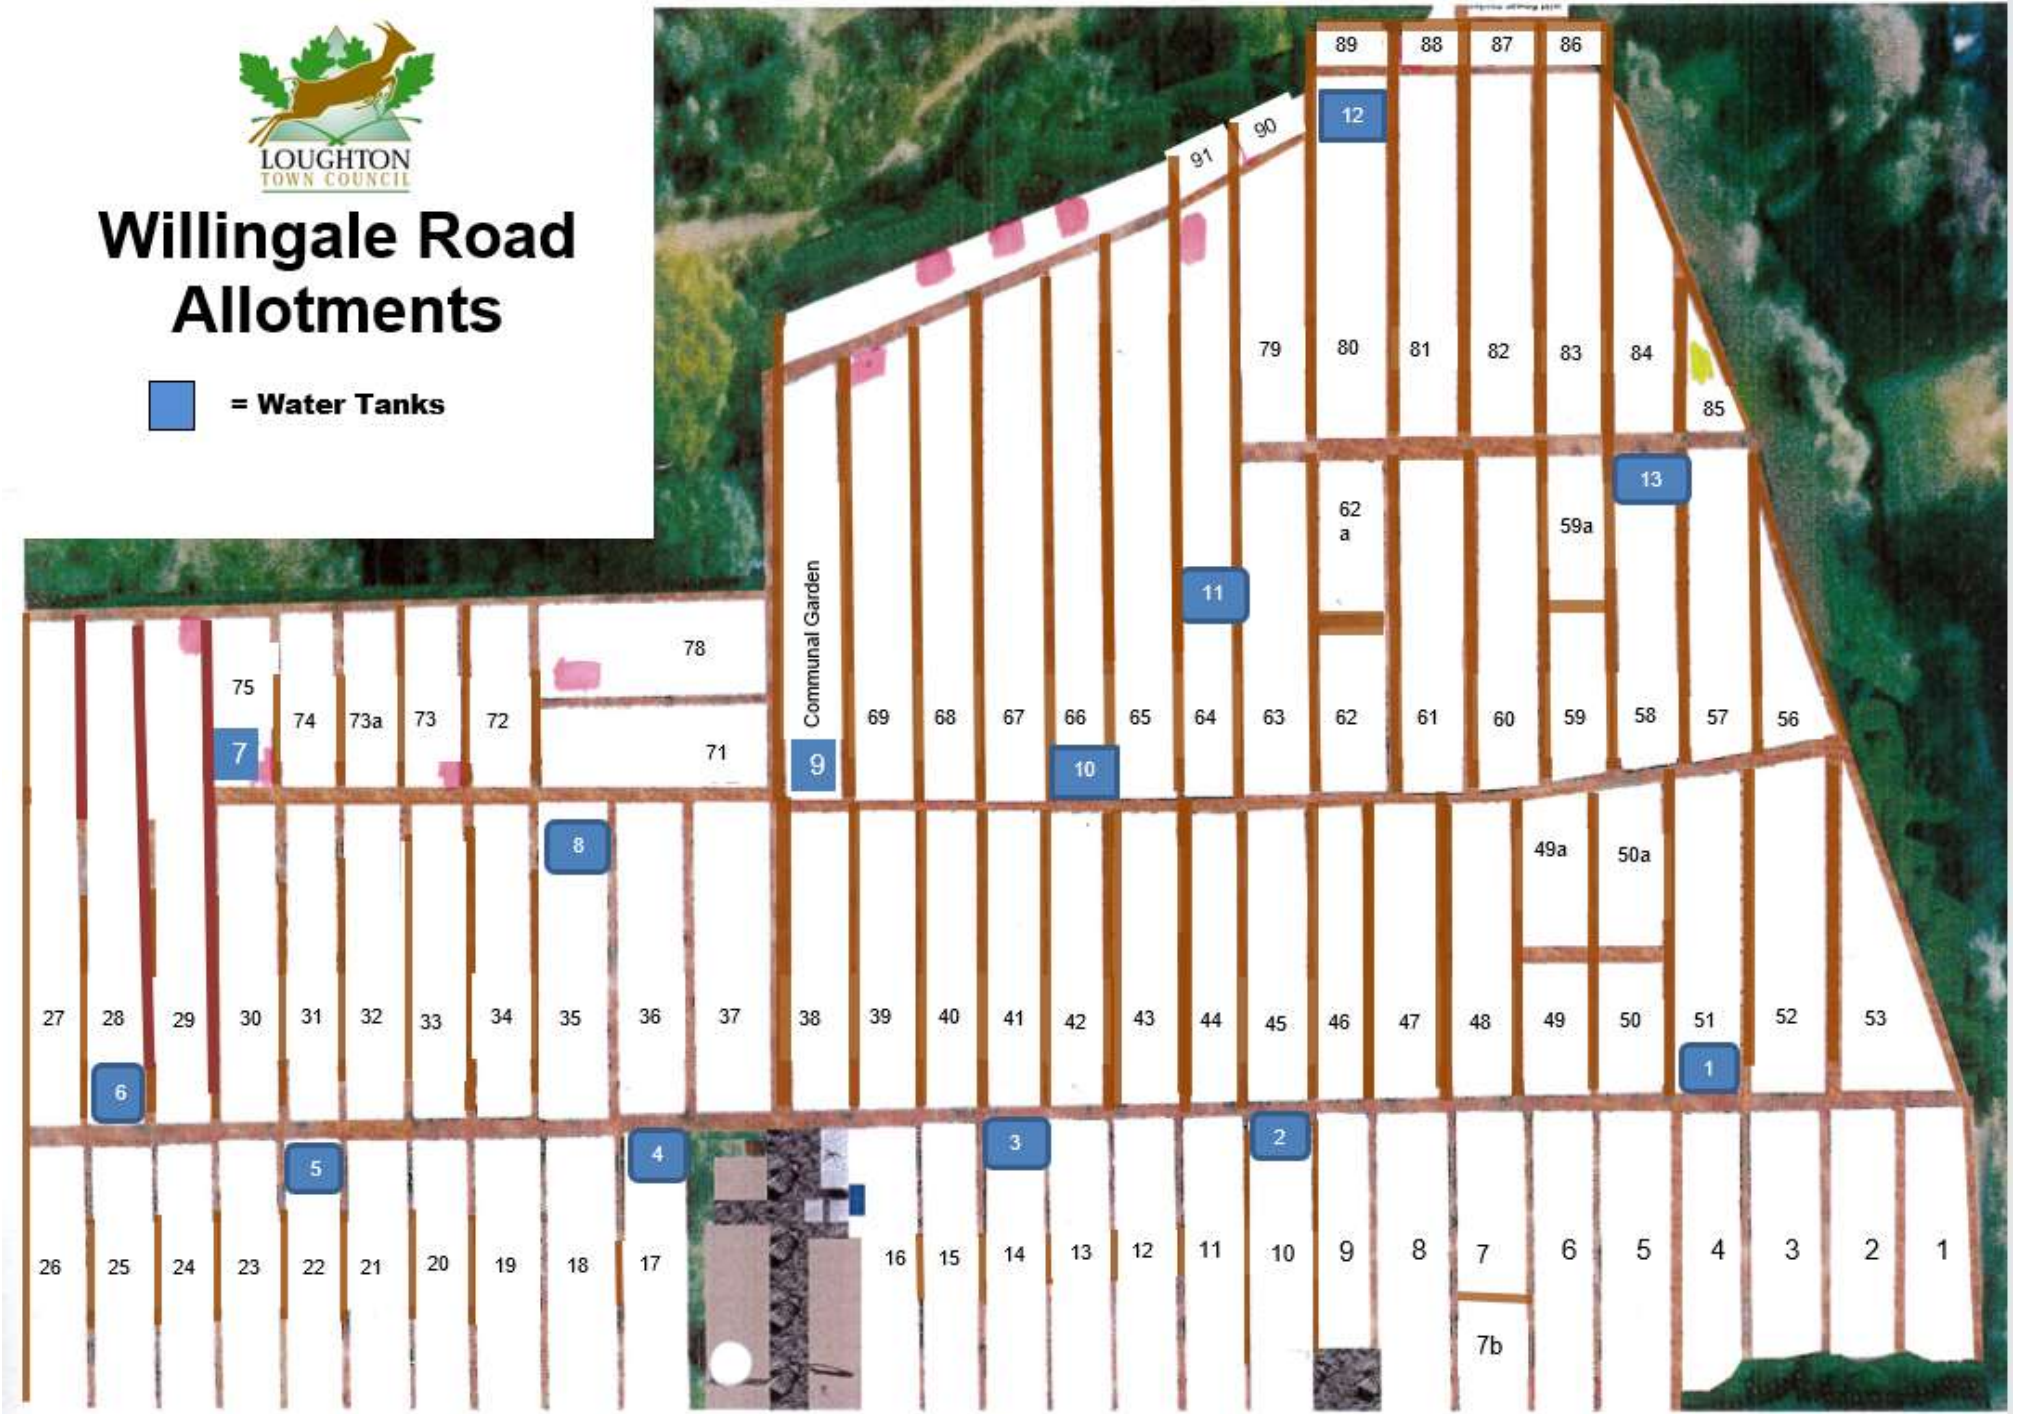 LOUGHTON
TOWN COUNCIL
Willingale Road
Allotments
= Water Tanks
89 88 87 86
12
90
91
79 80 81 82 83 84
85
13
62
a
59a
11
Communal Garden
78
75
74 73a 73 72
71
7
69 68 67 66 65 64 63 62 61 60 59 58 57 56
9
10
8
49a 50a
27 28 29 30 31 32 33 34 35 36 37 38 39 40 41 42 43 44 45 46 47 48 49 50 51 52 53
6
1
5
4
3
2
26 25 24 23 22 21 20 19 18 17 16 15 14 13 12 11 10 9 8 7 6 5 4 3 2 1
7b